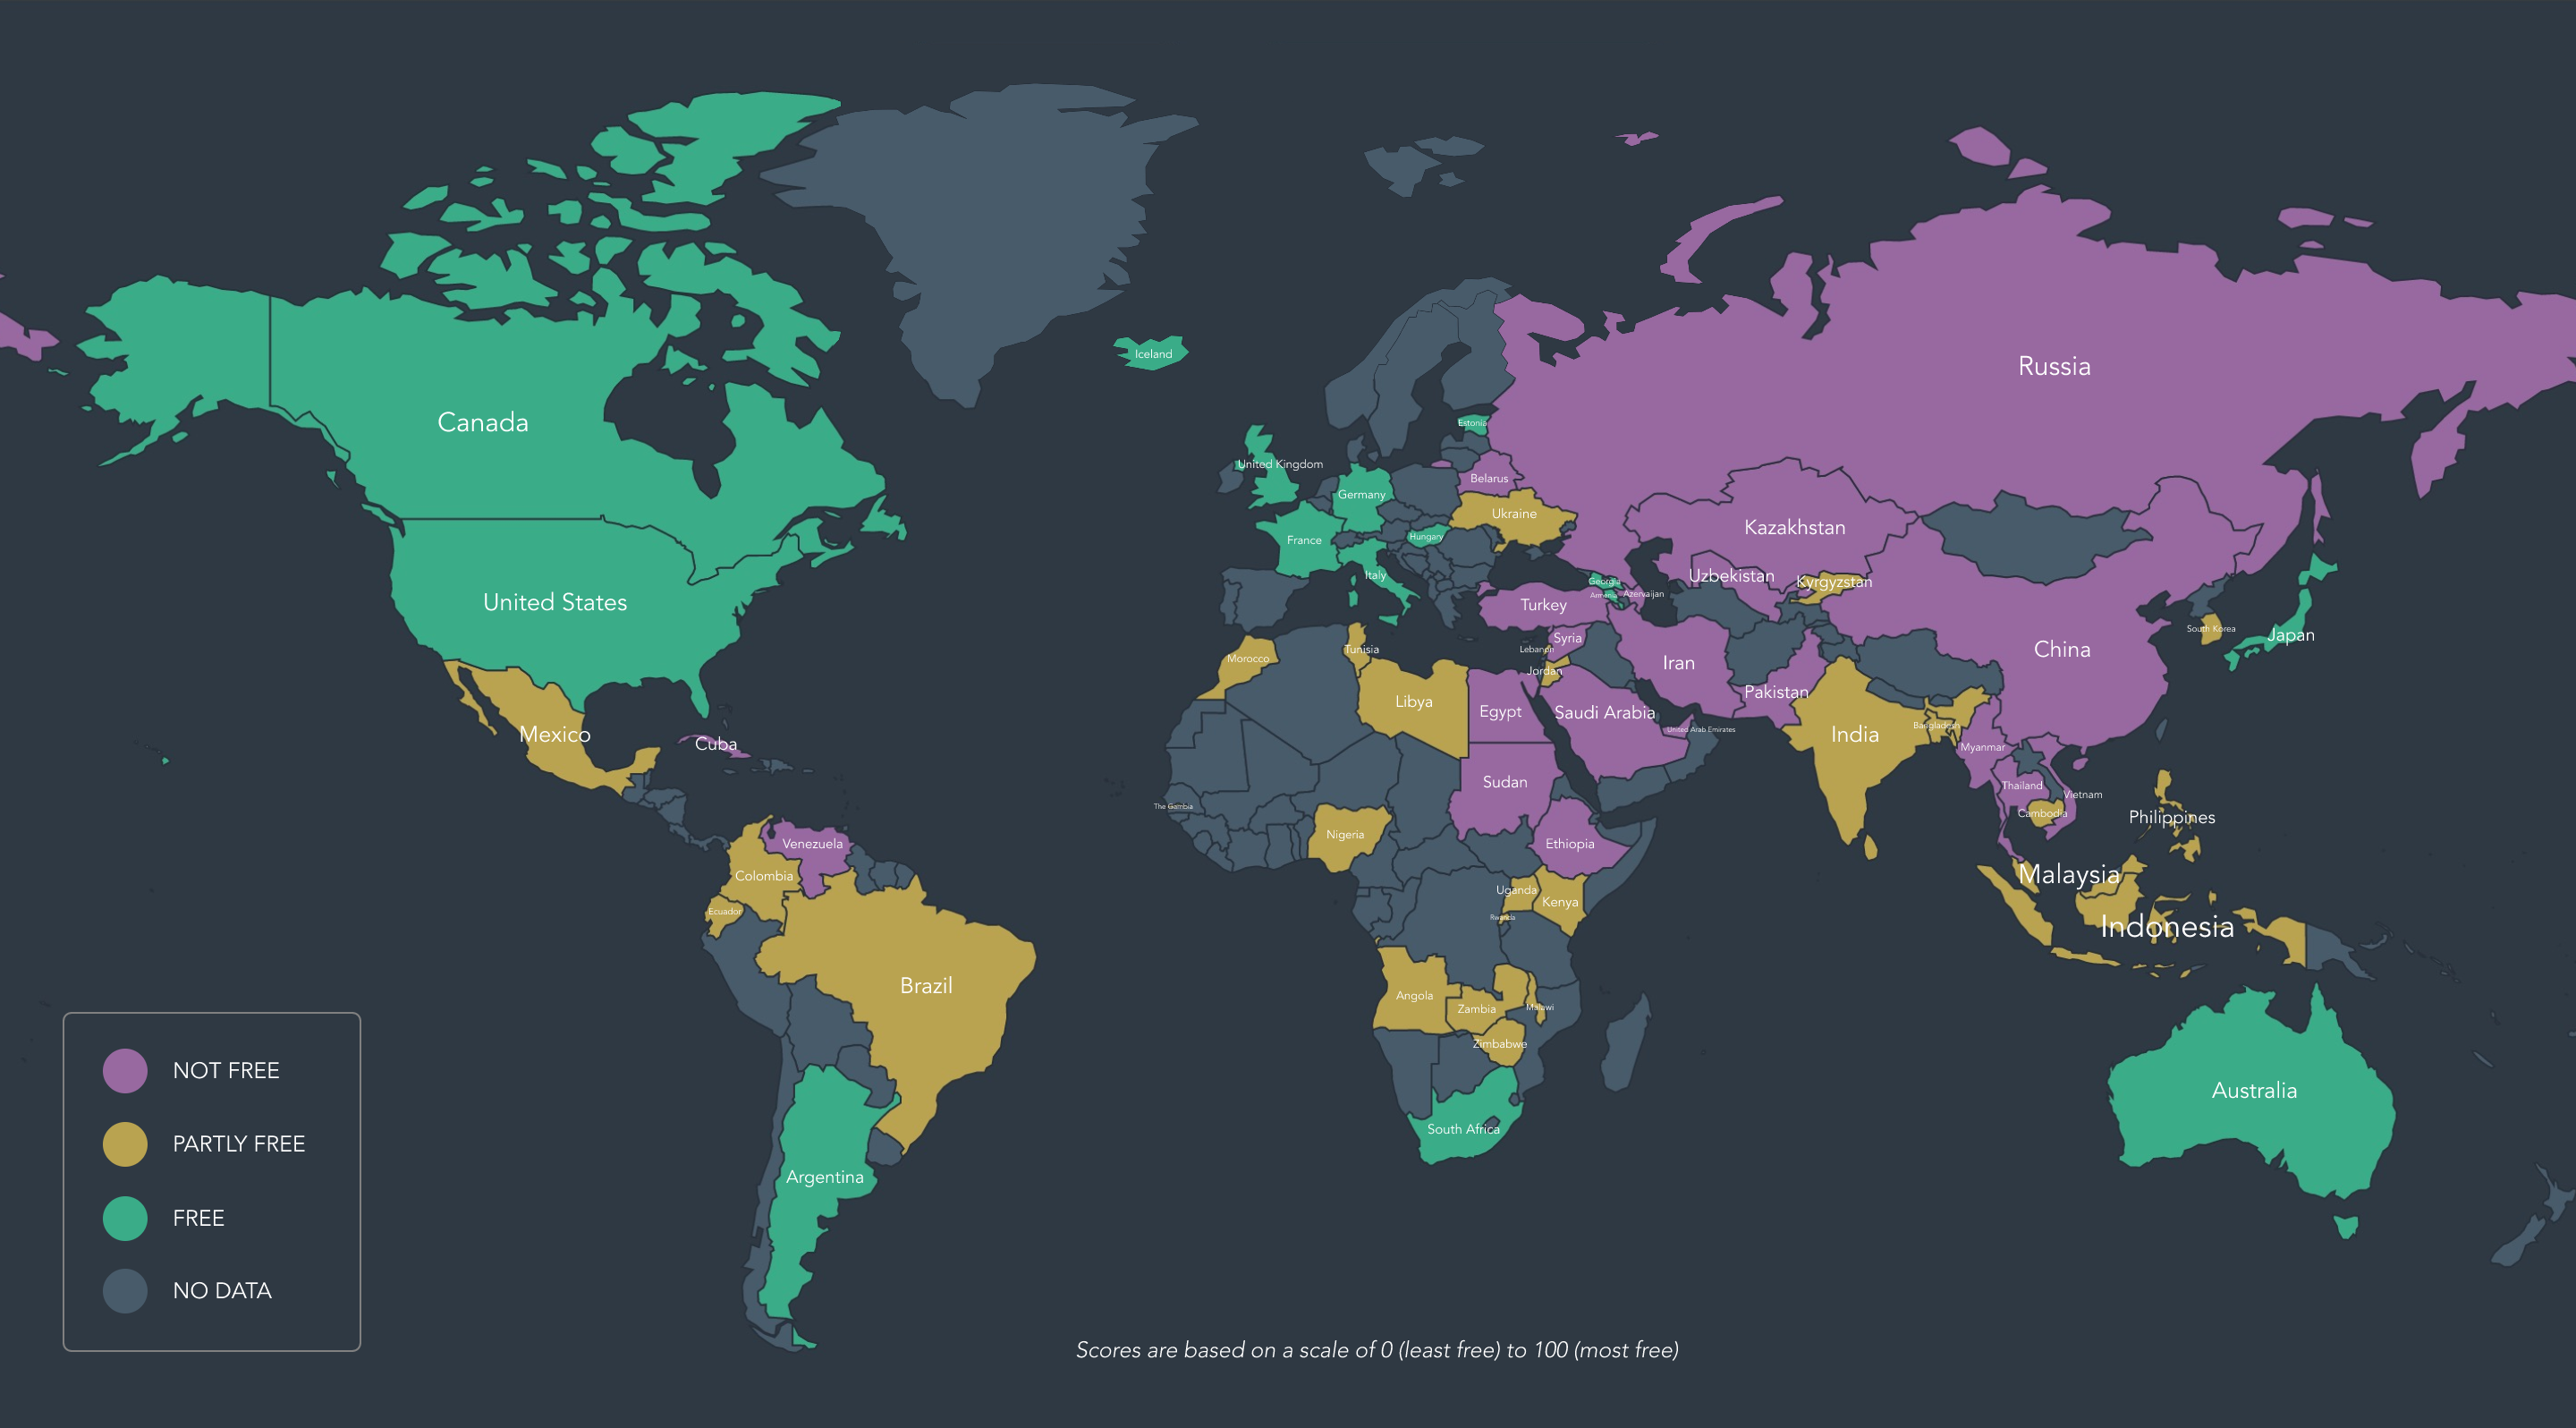 Canada
Iceland
Russia
Estonia
United Kingdom
Belarus
Germany
Ukraine
Kazakhstan
France
Hungary
Italy
Uzbekistan
Kyrgyzstan
Georgia
Armenia
Azervaijan
United States
Turkey
South Korea
Japan
Syria
Lebanon
Morocco
Tunisia
China
Iran
Jordan
Pakistan
Libya
Egypt
Saudi Arabia
United Arab Emirates
India
Bangladesh
Mexico
Cuba
Myanmar
Sudan
Thailand
Vietnam
The Gambia
Cambodia
Philippines
Nigeria
Venezuela
Ethiopia
Colombia
Malaysia
Uganda
Kenya
Ecuador
Rwanda
Indonesia
Brazil
Angola
Zambia
Malawi
Zimbabwe
Australia
South Africa
Argentina
NOT FREE
PARTLY FREE
FREE
NO DATA
Scores are based on a scale of 0 (least free) to 100 (most free)